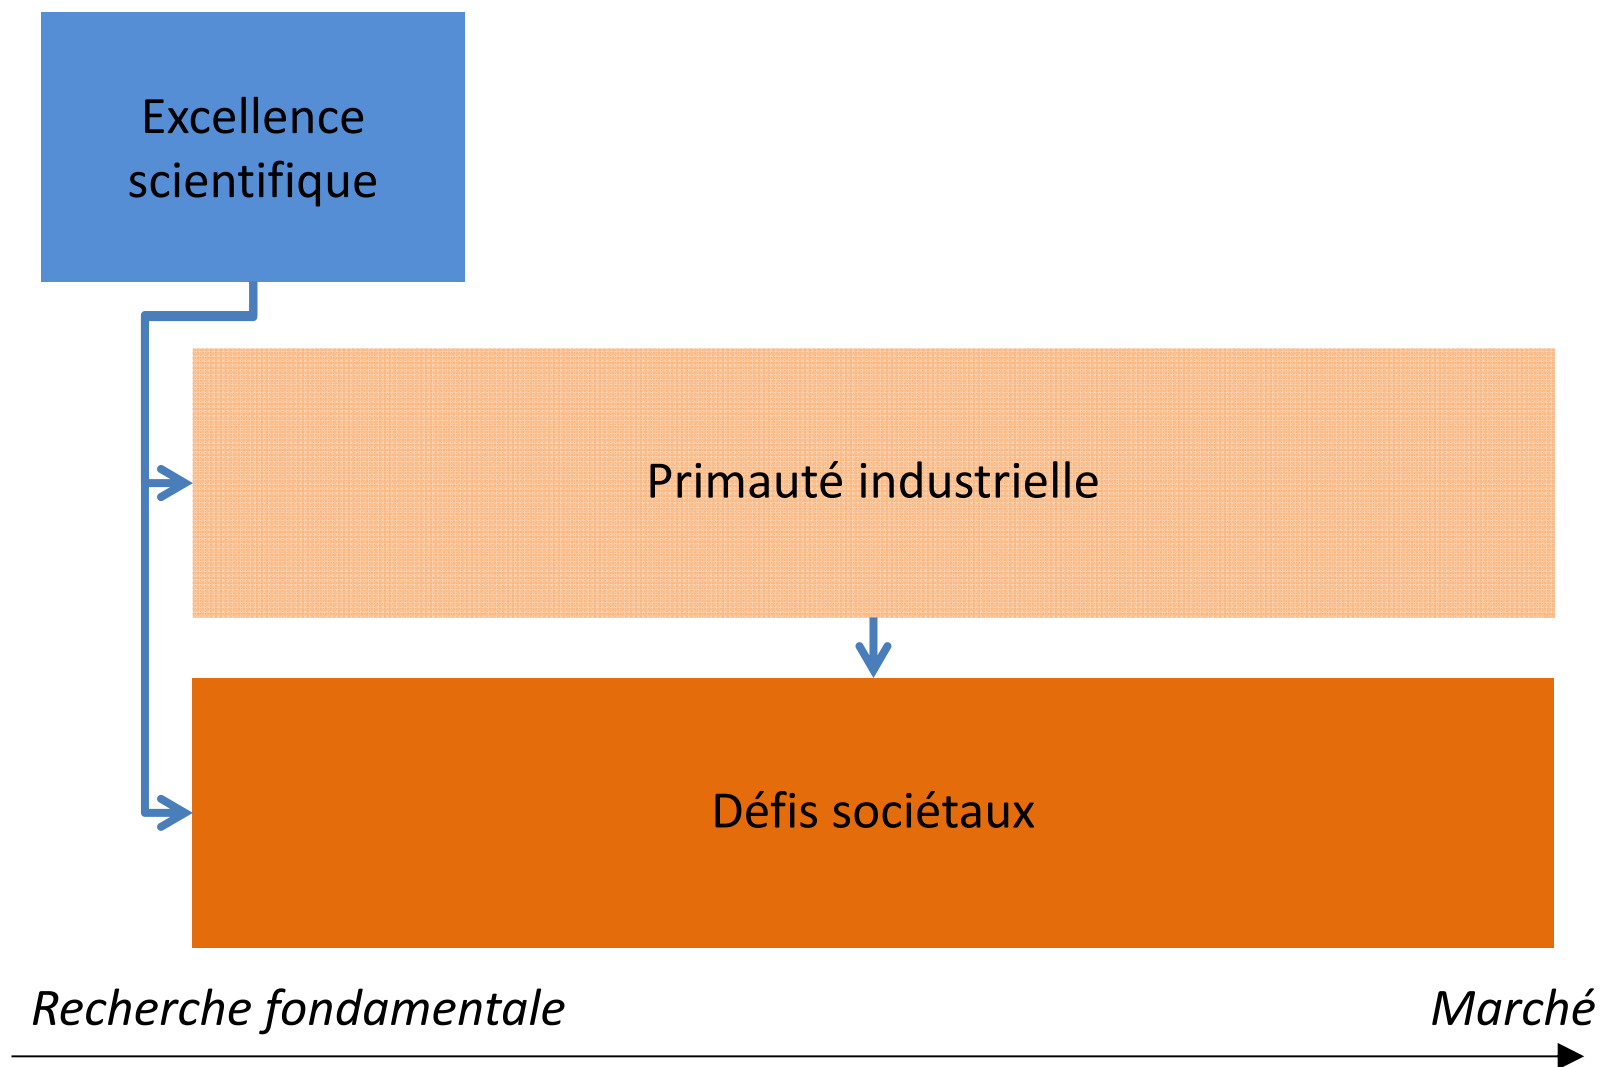 Excellence
scientifique
Primauté industrielle
Défis sociétaux
Recherche fondamentale
Marché